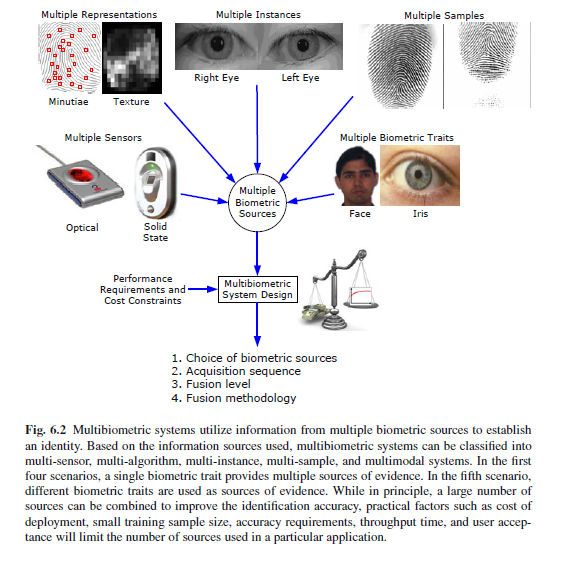 Multiple Representations
Multiple Instances
Multiple Samples
Minutiae
Texture
Right Eye
Left Eye
Multiple Sensors
Multiple Biometric Traits
Optical
Solid
State
Multiple
Biometric
Sources
Face
Iris
Performance
Requirements and
Cost Constraints
Multibiometric
System Design
1. Choice of biometric sources
2. Acquisition sequence
3. Fusion level
4. Fusion methodology
Fig. 6.2 Multibiometric systems utilize information from multiple biometric sources to establish
an identity. Based on the information sources used, multibiometric systems can be classified into
multi-sensor, multi-algorithm, multi-instance, multi-sample, and multimodal systems. In the first
four scenarios, a single biometric trait provides multiple sources of evidence. In the fifth scenario,
different biometric traits are used as sources of evidence. While in principle, a large number of
sources can be combined to improve the identification accuracy, practical factors such as cost of
deployment, small training sample size, accuracy requirements, throughput time, and user accep-
tance will limit the number of sources used in a particular application.